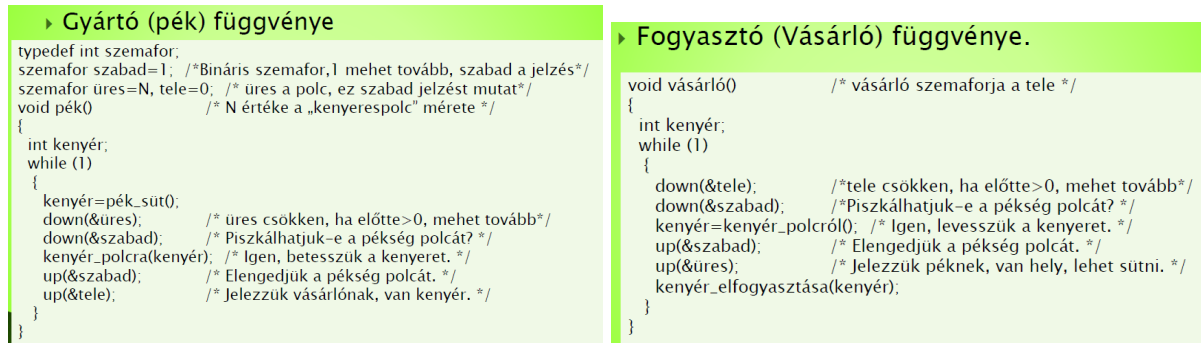 Gyártó (pék) függvénye
typedef int szemafor;
szemafor szabad=1; /*Bináris szemafor,1 mehet tovább, szabad a jelzés*/
szemafor üres=N, tele=0; /* üres a polc, ez szabad jelzést mutat*/
void pék() /* N értéke a „kenyerespolc" mérete */
{
int kenyér;
while (1)
{
kenyér=pék_süt();
down(&üres); /* üres csökken, ha előtte>0, mehet tovább*/
down(&szabad); /* Piszkálhatjuk-e a pékség polcát? */
kenyér_polcra(kenyér); /* Igen, betesszük a kenyeret. */
up(&szabad); /* Elengedjük a pékség polcát. */
up(&tele); /* Jelezzük vásárlónak, van kenyér. */
}
}
Fogyasztó (Vásárló) függvénye.
void vásárló() /* vásárló szemaforja a tele */
{
int kenyér;
while (1)
{
down(&tele); /*tele csökken, ha előtte>0, mehet tovább*/
down(&szabad); /*Piszkálhatjuk-e a pékség polcát? */
kenyér=kenyér_polcról(); /* Igen, levesszük a kenyeret. */
up(&szabad); /* Elengedjük a pékség polcát. */
up(&üres); /* Jelezzük péknek, van hely, lehet sütni. */
kenyér_elfogyasztása(kenyér);
}
}